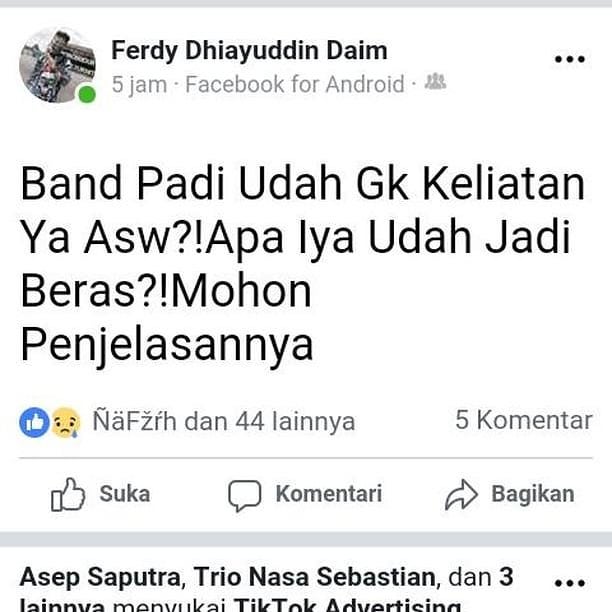 Ferdy Dhiayuddin Daim
5 jam · Facebook for Android ·
Band Padi Udah Gk Keliatan
Ya Asw?!Apa Iya Udah Jadi
Beras?!Mohon
Penjelasannya
ÑäFžŕh dan 44 lainnya
5 Komentar
Suka
Komentari
Bagikan
Asep Saputra, Trio Nasa Sebastian, dan 3
lainnya menyukai TikTok Advertising